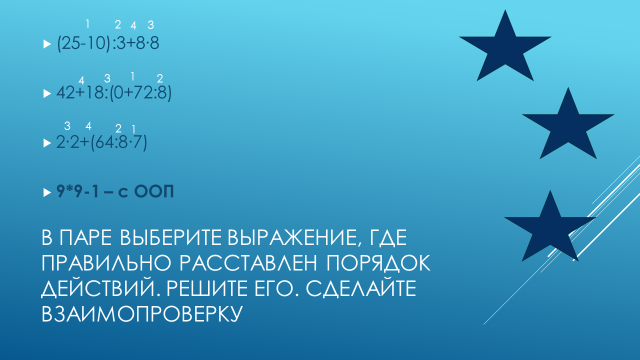 1 2 4 3
(25-10):3+8·8
4 3 1 2
42+18:(0+72:8)
3 4 2 1
2·2+(64:8·7)
9*9-1 – с ООП
В ПАРЕ ВЫБЕРИТЕ ВЫРАЖЕНИЕ, ГДЕ
ПРАВИЛЬНО РАССТАВЛЕН ПОРЯДОК
ДЕЙСТВИЙ. РЕШИТЕ ЕГО. СДЕЛАЙТЕ
ВЗАИМОПРОВЕРКУ